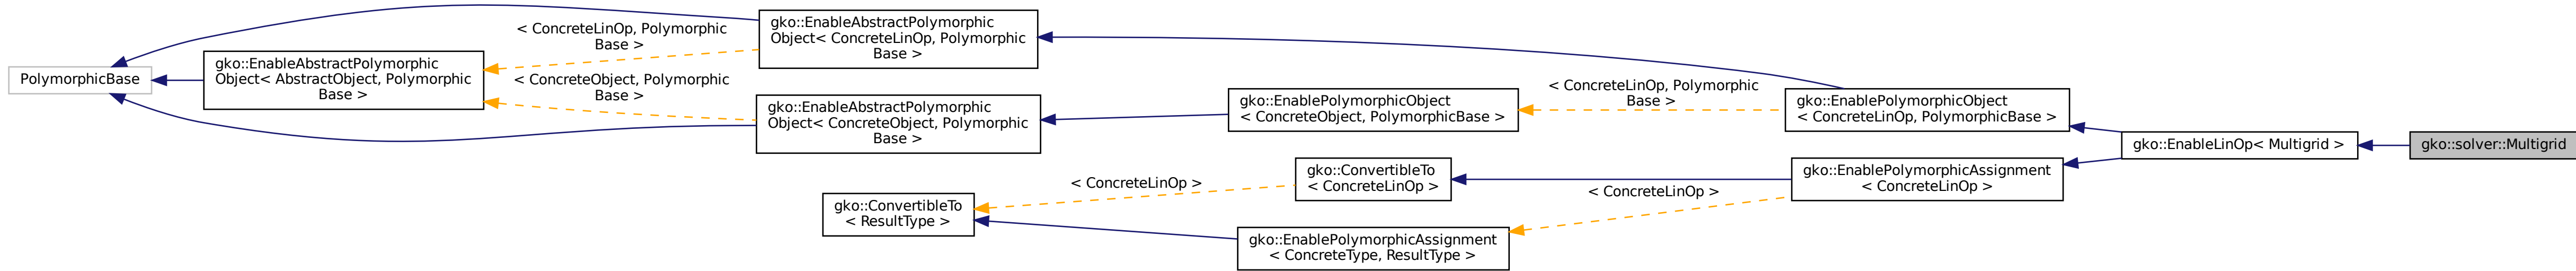 PolymorphicBase
gko::EnableAbstractPolymorphic
Object< AbstractObject, Polymorphic
Base >
< ConcreteLinOp, Polymorphic
Base >
< ConcreteObject, Polymorphic
Base >
gko::EnableAbstractPolymorphic
Object< ConcreteLinOp, Polymorphic
Base >
gko::EnableAbstractPolymorphic
Object< ConcreteObject, Polymorphic
Base >
gko::EnablePolymorphicObject
< ConcreteObject, PolymorphicBase >
< ConcreteLinOp, Polymorphic
Base >
gko::EnablePolymorphicObject
< ConcreteLinOp, PolymorphicBase >
gko::ConvertibleTo
< ResultType >
< ConcreteLinOp >
gko::ConvertibleTo
< ConcreteLinOp >
gko::EnablePolymorphicAssignment
< ConcreteType, ResultType >
< ConcreteLinOp >
gko::EnablePolymorphicAssignment
< ConcreteLinOp >
gko::EnableLinOp< Multigrid >
gko::solver::Multigrid